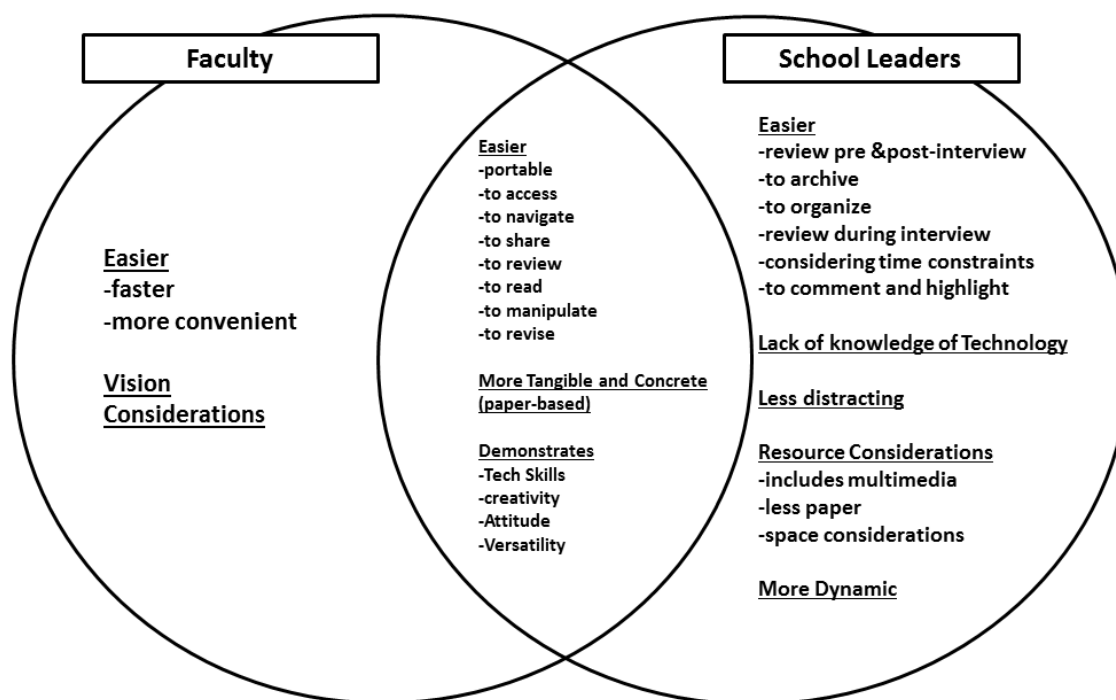 Faculty
Easier
-faster
-more convenient
Vision
Considerations
Easier
-portable
-to access
-to navigate
-to share
-to review
-to read
-to manipulate
-to revise
More Tangible and Concrete
(paper-based)
Demonstrates
-Tech Skills
-creativity
-Attitude
-Versatility
School Leaders
Easier
-review pre &post-interview
-to archive
-to organize
-review during interview
-considering time constraints
-to comment and highlight
Lack of knowledge of Technology
Less distracting
Resource Considerations
-includes multimedia
-less paper
-space considerations
More Dynamic